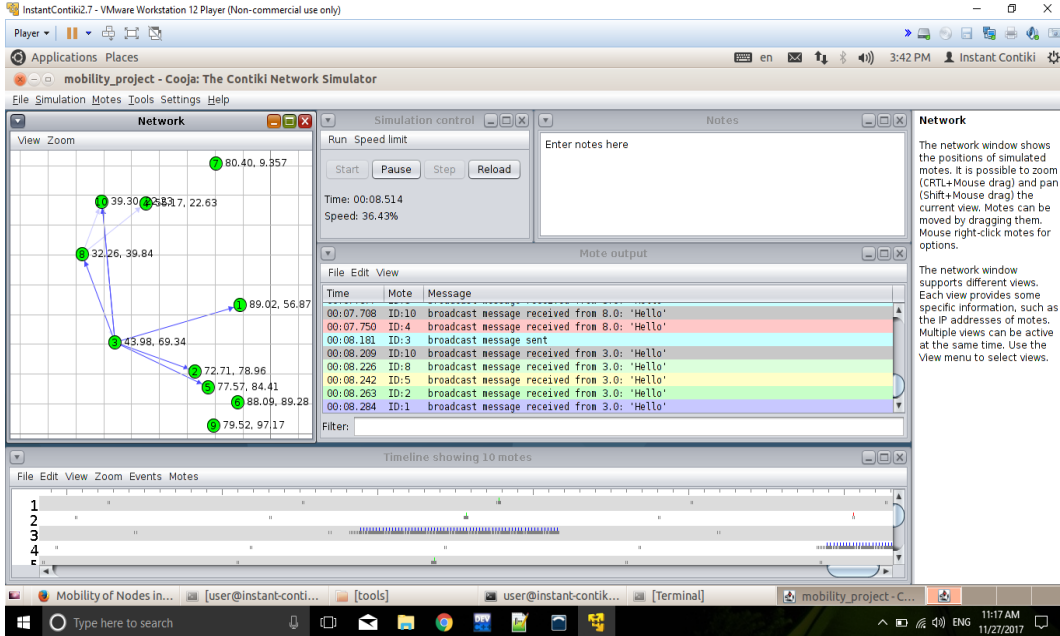 InstantContiki2.7 - VMware Workstation 12 Player (Non-commercial use only)
Player
Applications Places
en
3:42 PM
Instant Contiki
mobility_project - Cooja: The Contiki Network Simulator
File Simulation Motes Tools Settings Help
Network
View Zoom
7 80.40, 9.357
10 39.30,
4
17, 22.63
8 32.26, 39.84
1 89.02, 56.87
3 43.98, 69.34
2 72.71, 78.96
5 77.57, 84.41
6 88.09, 89.28
9 79.52, 97.17
Simulation control
Run Speed limit
Start Pause Step Reload
Time: 00:08.514
Speed: 36.43%
Notes
Enter notes here
Mote output
File Edit View
Time Mote Message
00:07.708 ID:10 broadcast message received from 8.0: 'Hello'
00:07.750 ID:4 broadcast message received from 8.0: 'Hello'
00:08.181 ID:3 broadcast message sent
00:08.209 ID:10 broadcast message received from 3.0: 'Hello'
00:08.226 ID:8 broadcast message received from 3.0: 'Hello'
00:08.242 ID:5 broadcast message received from 3.0: 'Hello'
00:08.263 ID:2 broadcast message received from 3.0: 'Hello'
00:08.284 ID:1 broadcast message received from 3.0: 'Hello'
Filter:
Network
The network window shows
the positions of simulated
motes. It is possible to zoom
(CRTL+Mouse drag) and pan
(Shift+Mouse drag) the
current view. Motes can be
moved by dragging them.
Mouse right-click motes for
options.
The network window
supports different views.
Each view provides some
specific information, such as
the IP addresses of motes.
Multiple views can be active
at the same time. Use the
View menu to select views.
Timeline showing 10 motes
File Edit View Zoom Events Motes
1
2
3
4
Mobility of Nodes in...
[user@instant-conti...
[tools]
user@instant-contik...
[Terminal]
mobility_project - C...
Type here to search
DEV
ENG
11:17 AM
11/27/2017